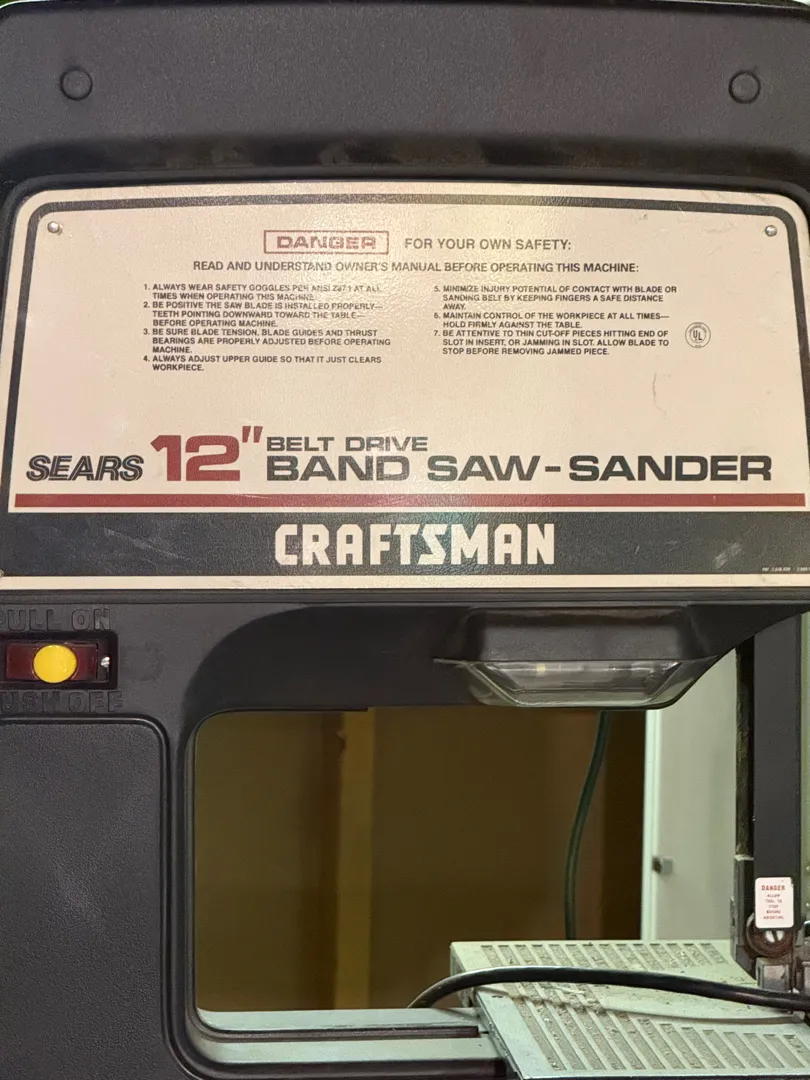 DANGER FOR YOUR OWN SAFETY:
READ AND UNDERSTAND OWNER'S MANUAL BEFORE OPERATING THIS MACHINE:
1. ALWAYS WEAR SAFETY GOGGLES PER ANSI Z87.1 AT ALL
TIMES WHEN OPERATING THIS MACHINE.
2. BE POSITIVE THE SAW BLADE IS INSTALLED PROPERLY—
TEETH POINTING DOWNWARD TOWARD THE TABLE—
BEFORE OPERATING MACHINE.
3. BE SURE BLADE TENSION, BLADE GUIDES AND THRUST
BEARINGS ARE PROPERLY ADJUSTED BEFORE OPERATING
MACHINE.
4. ALWAYS ADJUST UPPER GUIDE SO THAT IT JUST CLEARS
WORKPIECE.
5. MINIMIZE INJURY POTENTIAL OF CONTACT WITH BLADE OR
SANDING BELT BY KEEPING FINGERS A SAFE DISTANCE
AWAY.
6. MAINTAIN CONTROL OF THE WORKPIECE AT ALL TIMES—
HOLD FIRMLY AGAINST THE TABLE.
7. BE ATTENTIVE TO THIN CUT-OFF PIECES HITTING END OF
SLOT IN INSERT, OR JAMMING IN SLOT. ALLOW BLADE TO
STOP BEFORE REMOVING JAMMED PIECE.
UL
SEARS 12" BELT DRIVE
BAND SAW-SANDER
CRAFTSMAN
PULL ON
PUSH OFF
DANGER
ALLOW
TOOL TO
STOP
BEFORE